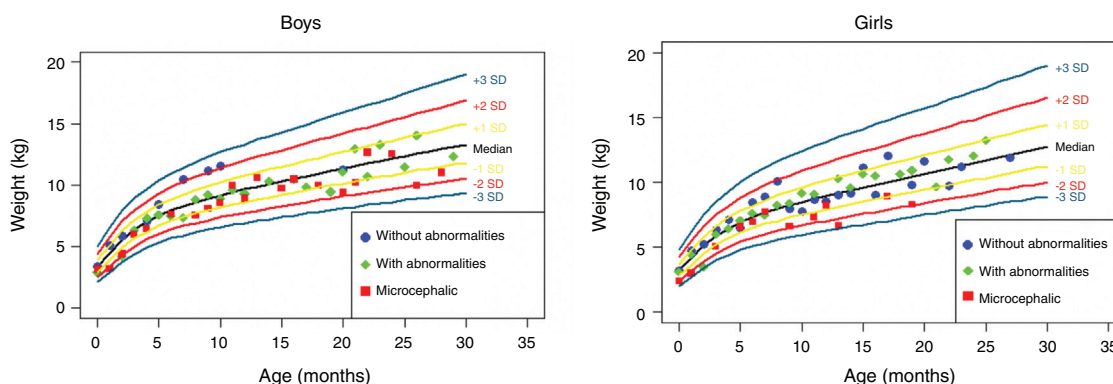 Boys
Weight (kg)
20
15
10
5
0
+3 SD
+2 SD
+1 SD
Median
-1 SD
-2 SD
-3 SD
Without abnormalities
With abnormalities
Microcephalic
0 5 10 15 20 25 30 35
Age (months)
Girls
Weight (kg)
20
15
10
5
0
+3 SD
+2 SD
+1 SD
Median
-1 SD
-2 SD
-3 SD
Without abnormalities
With abnormalities
Microcephalic
0 5 10 15 20 25 30 35
Age (months)